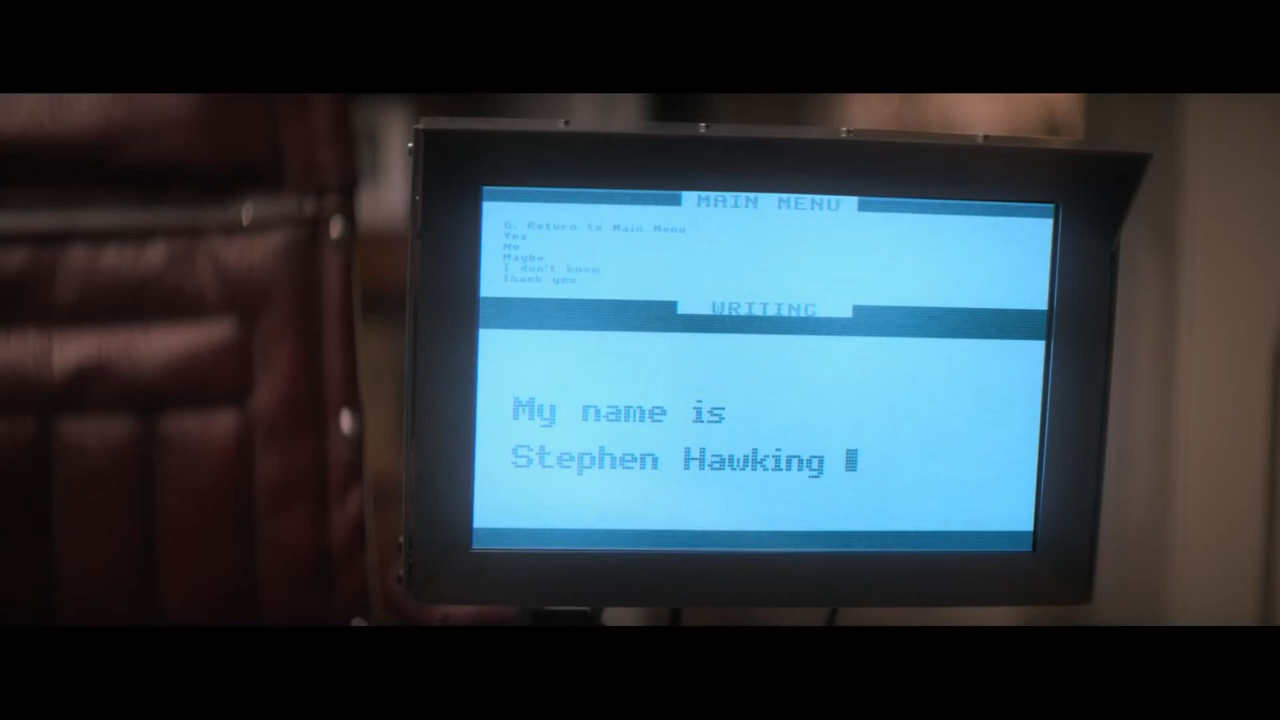 MAIN MENU
0. Return to Main Menu
Yes
No
Maybe
I don't know
Thank you
WRITING
My name is
Stephen Hawking